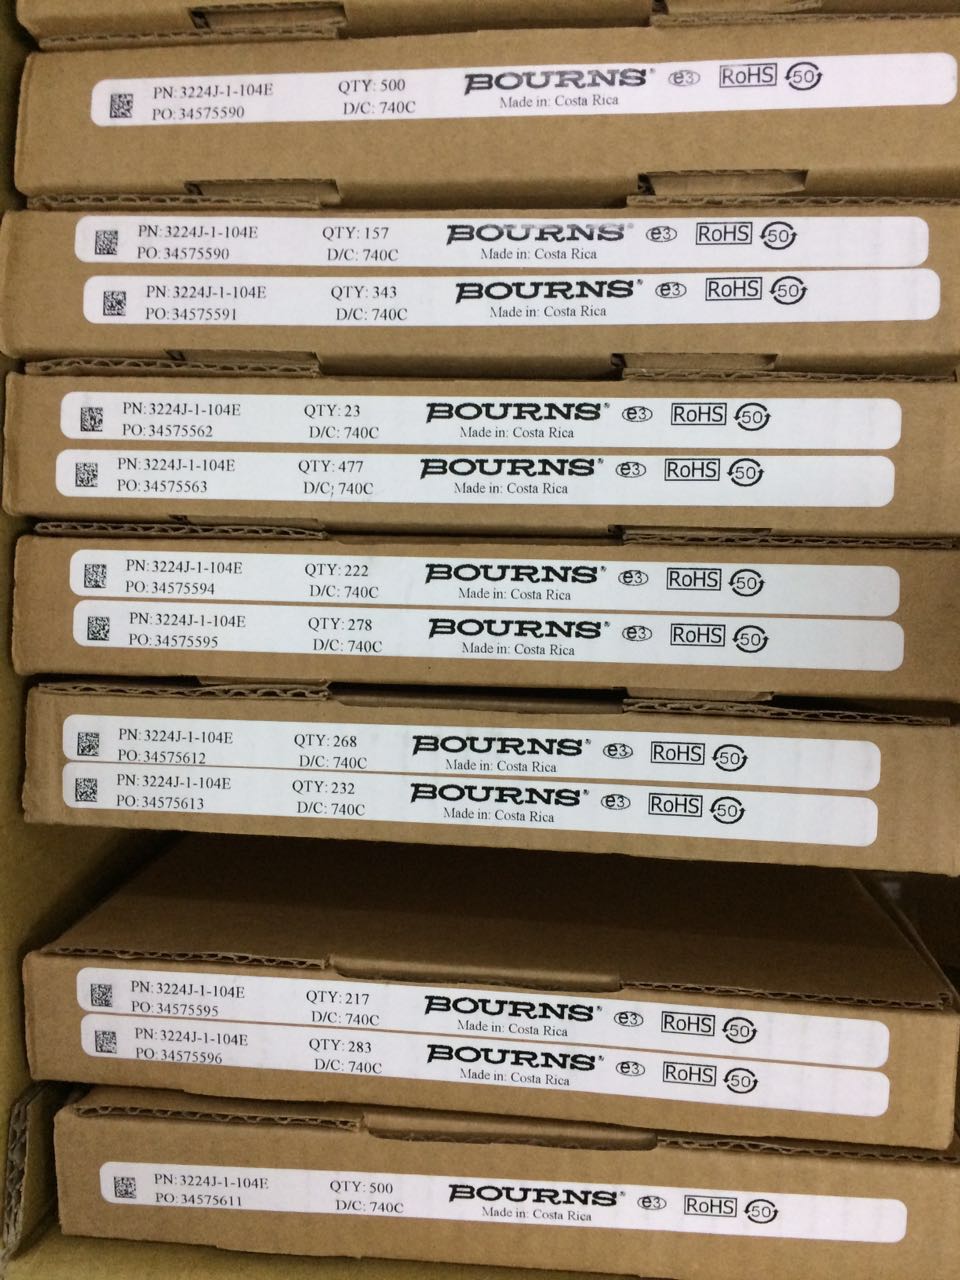 PN: 3224J-1-104E QTY: 500 BOURNS® e3 RoHS 50
PO: 34575590 D/C: 740C Made in: Costa Rica
PN: 3224J-1-104E QTY: 157 BOURNS® e3 RoHS 50
PO: 34575590 D/C: 740C Made in: Costa Rica
PN: 3224J-1-104E QTY: 343 BOURNS® e3 RoHS 50
PO: 34575591 D/C: 740C Made in: Costa Rica
PN: 3224J-1-104E QTY: 23 BOURNS® e3 RoHS 50
PO: 34575562 D/C: 740C Made in: Costa Rica
PN: 3224J-1-104E QTY: 477 BOURNS® e3 RoHS 50
PO: 34575563 D/C: 740C Made in: Costa Rica
PN: 3224J-1-104E QTY: 222 BOURNS® e3 RoHS 50
PO: 34575594 D/C: 740C Made in: Costa Rica
PN: 3224J-1-104E QTY: 278 BOURNS® e3 RoHS 50
PO: 34575595 D/C: 740C Made in: Costa Rica
PN: 3224J-1-104E QTY: 268 BOURNS® e3 RoHS 50
PO: 34575612 D/C: 740C Made in: Costa Rica
PN: 3224J-1-104E QTY: 232 BOURNS® e3 RoHS 50
PO: 34575613 D/C: 740C Made in: Costa Rica
PN: 3224J-1-104E QTY: 217 BOURNS® e3 RoHS 50
PO: 34575595 D/C: 740C Made in: Costa Rica
PN: 3224J-1-104E QTY: 283 BOURNS® e3 RoHS 50
PO: 34575596 D/C: 740C Made in: Costa Rica
PN: 3224J-1-104E QTY: 500 BOURNS® e3 RoHS 50
PO: 34575611 D/C: 740C Made in: Costa Rica